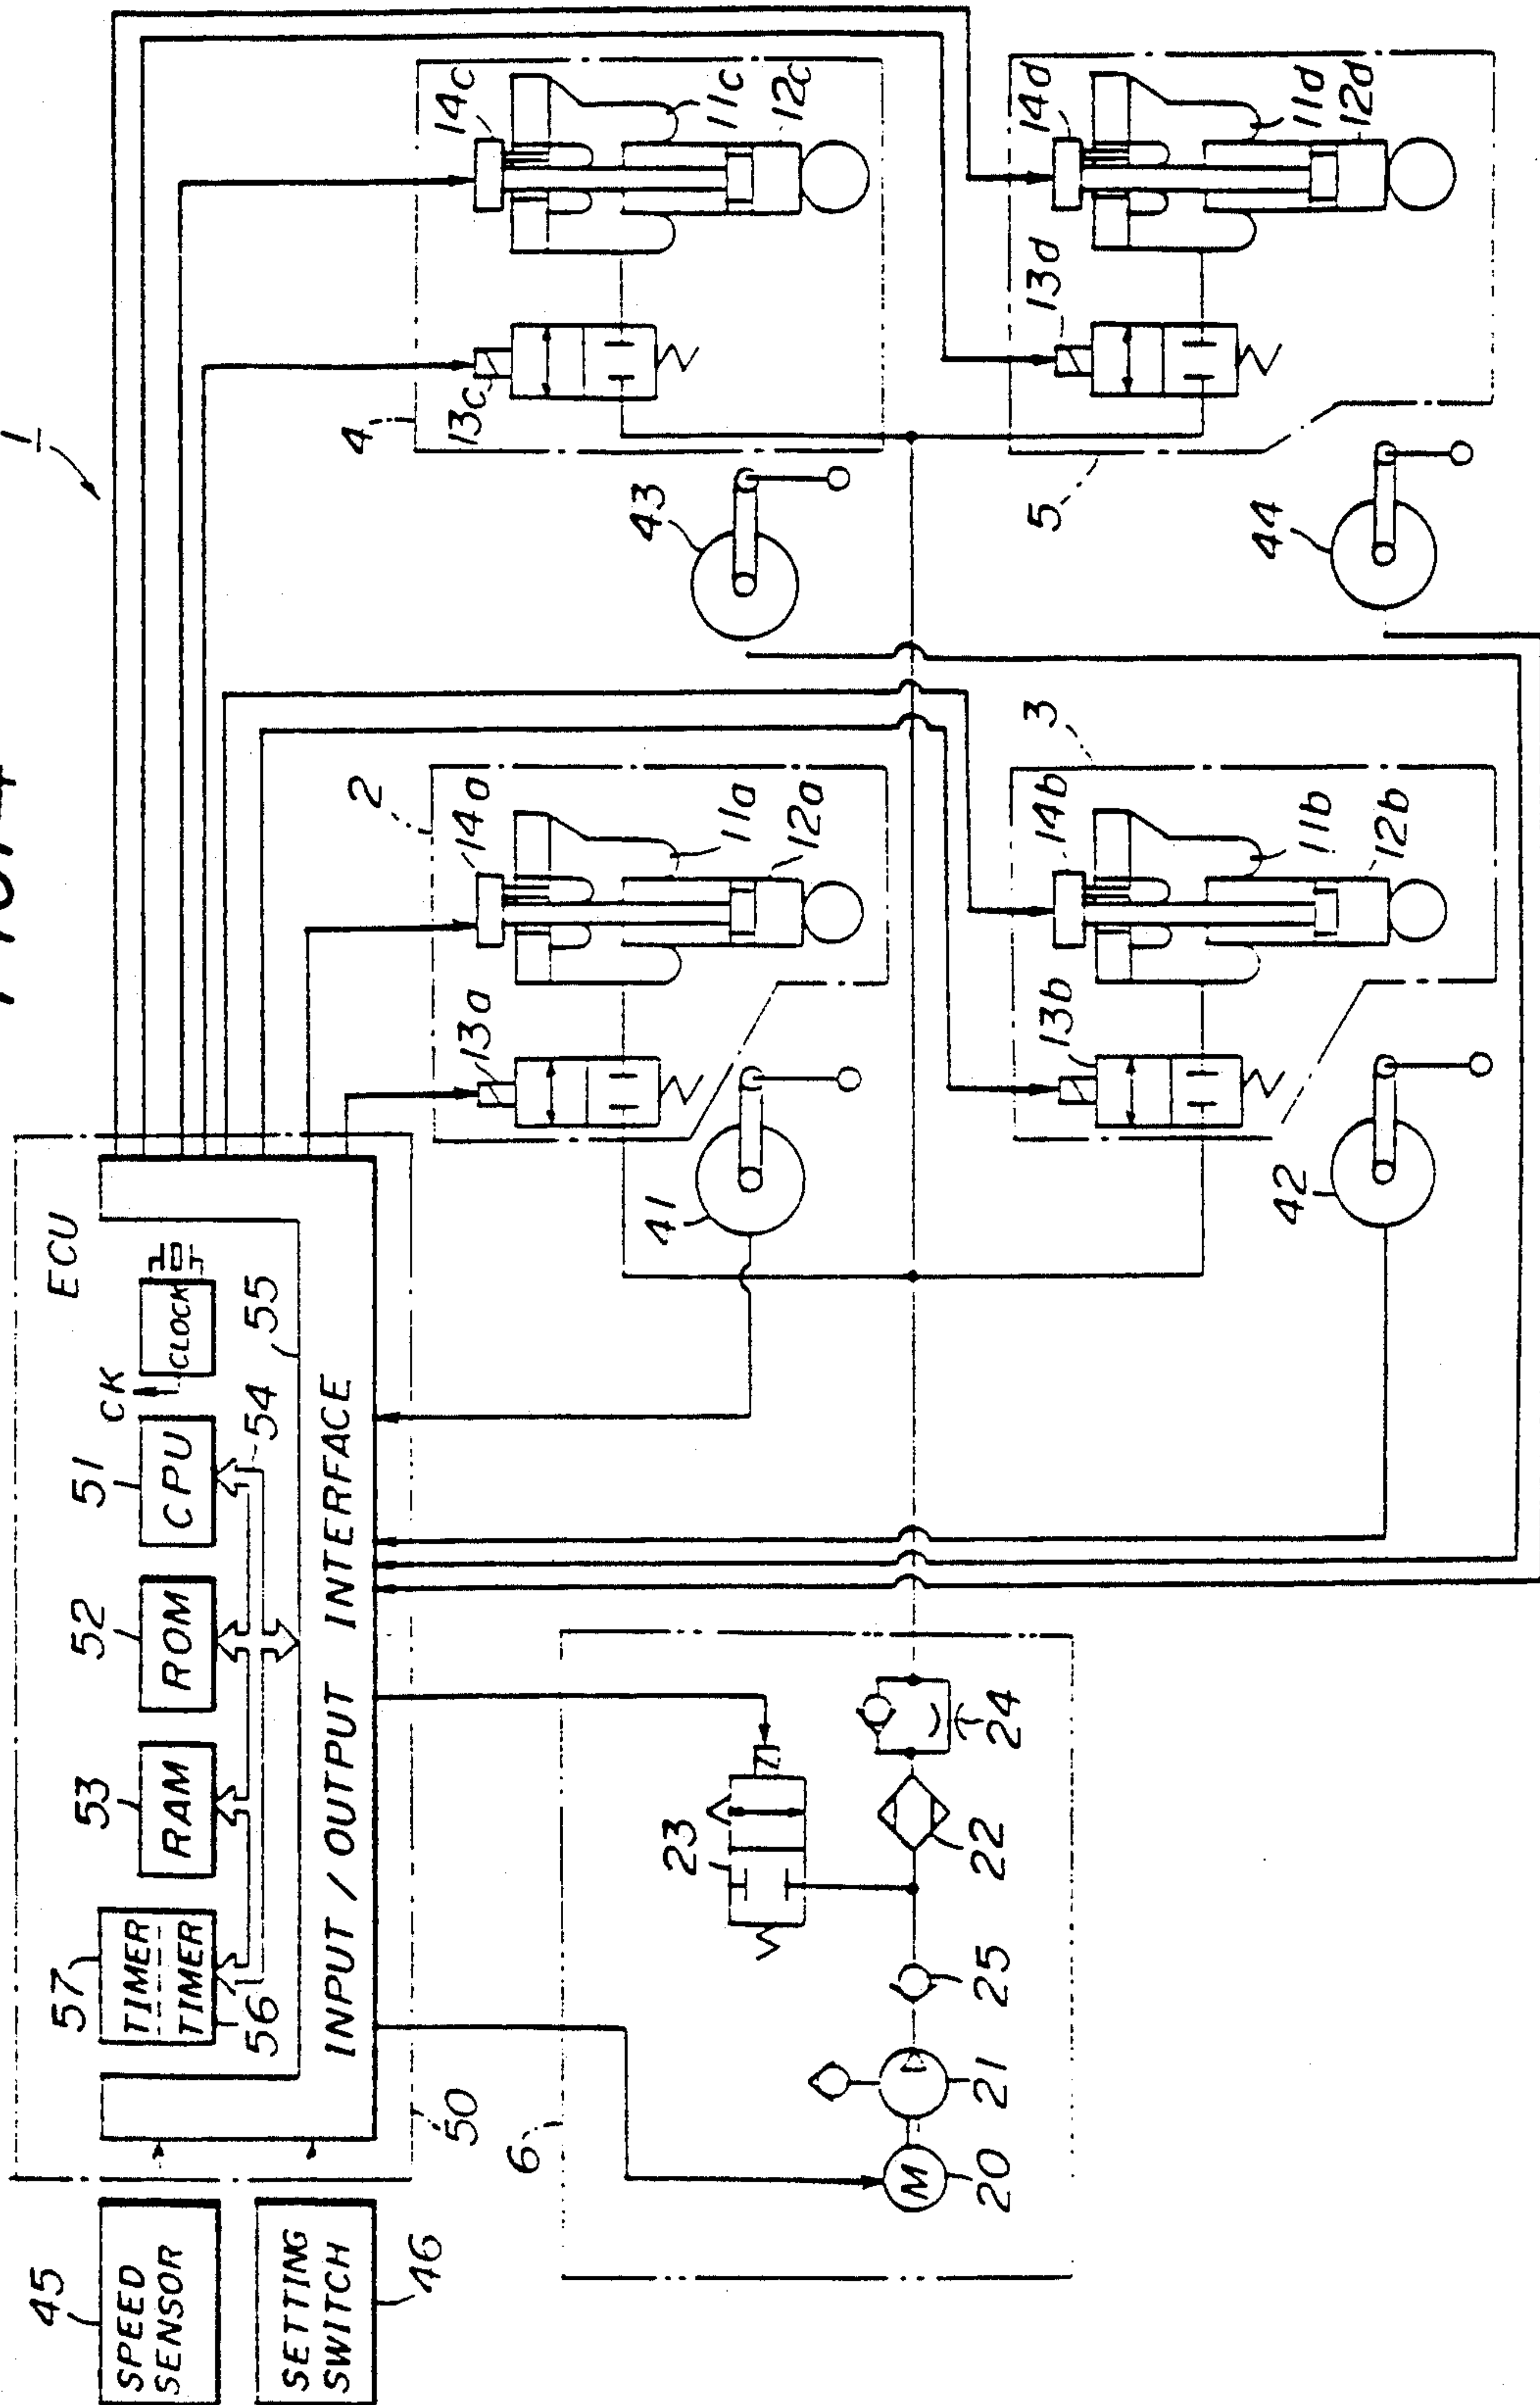 1
ECU
CK
CLOCK
51
CPU
52
ROM
53
RAM
57
TIMER
TIMER
56
54
55
INPUT / OUTPUT INTERFACE
50
45
SPEED
SENSOR
SETTING
SWITCH
46
6
M
20
21
25
22
23
24
41
42
43
44
2
13a
14a
11a
12a
3
13b
14b
11b
12b
4
13c
14c
11c
12c
5
13d
14d
11d
12d